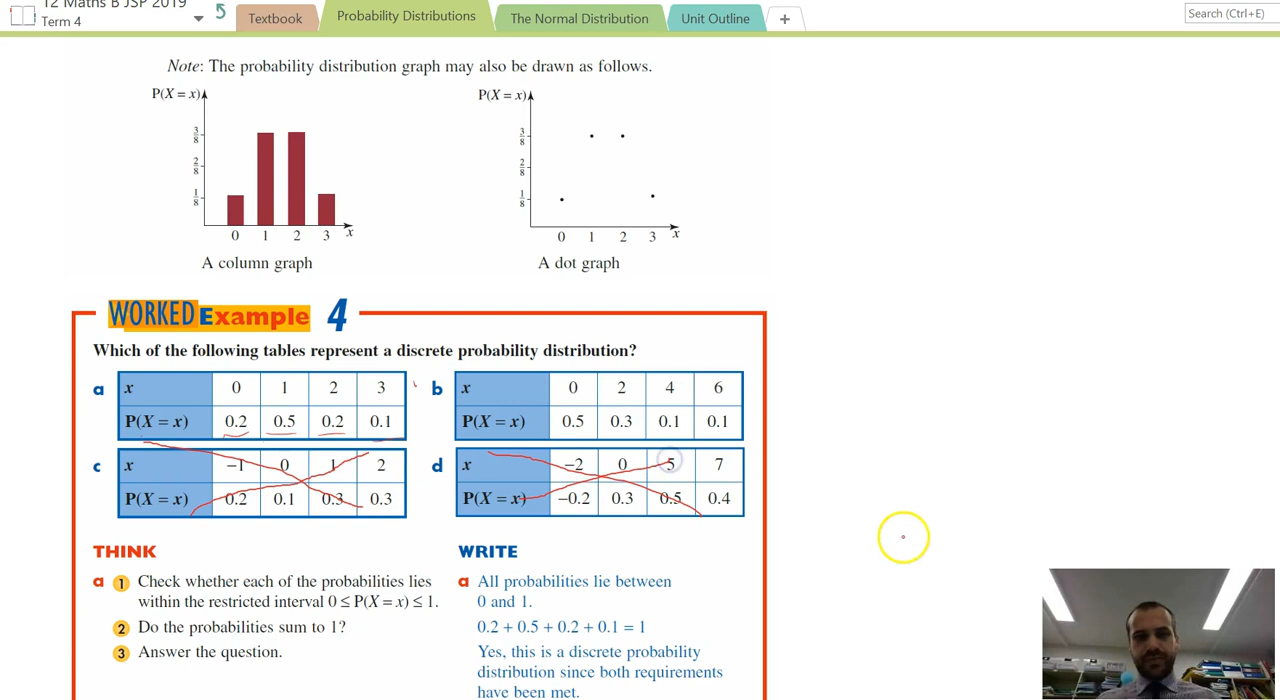 12 Maths B JSP 2019
Term 4
Textbook
Probability Distributions
The Normal Distribution
Unit Outline
+
Search (Ctrl+E)
Note: The probability distribution graph may also be drawn as follows.
P(X = x)
3/8
2/8
1/8
0 1 2 3 x
A column graph
P(X = x)
3/8
2/8
1/8
0 1 2 3 x
A dot graph
WORKED Example 4
Which of the following tables represent a discrete probability distribution?
a
x 0 1 2 3
P(X = x) 0.2 0.5 0.2 0.1
b
x 0 2 4 6
P(X = x) 0.5 0.3 0.1 0.1
c
x −1 0 1 2
P(X = x) 0.2 0.1 0.3 0.3
d
x −2 0 5 7
P(X = x) −0.2 0.3 0.5 0.4
THINK
a 1 Check whether each of the probabilities lies
within the restricted interval 0 ≤ P(X = x) ≤ 1.
2 Do the probabilities sum to 1?
3 Answer the question.
WRITE
a All probabilities lie between
0 and 1.
0.2 + 0.5 + 0.2 + 0.1 = 1
Yes, this is a discrete probability
distribution since both requirements
have been met.